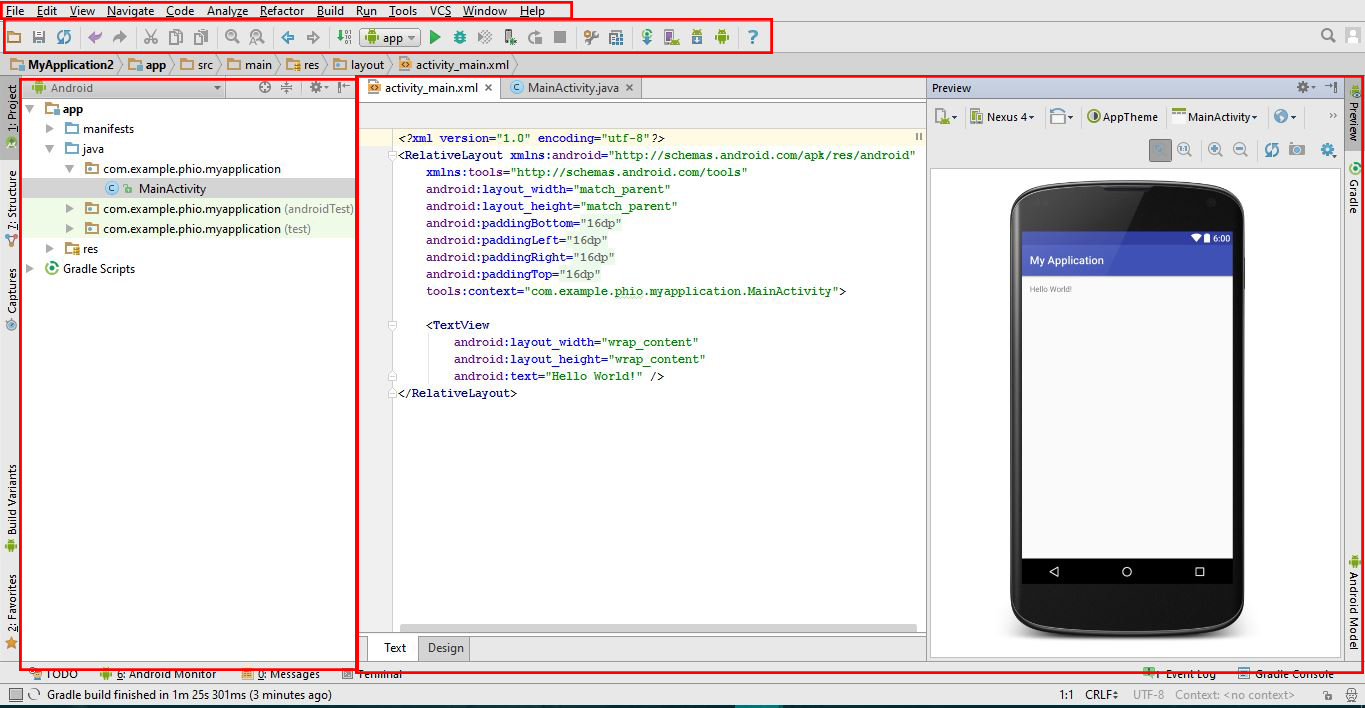 File Edit View Navigate Code Analyze Refactor Build Run Tools VCS Window Help
app
MyApplication2 app src main res layout activity_main.xml
1: Project
7: Structure
Captures
Build Variants
2: Favorites
Android
app
manifests
java
com.example.phio.myapplication
MainActivity
com.example.phio.myapplication (androidTest)
com.example.phio.myapplication (test)
res
Gradle Scripts
activity_main.xml MainActivity.java
<?xml version="1.0" encoding="utf-8"?>
<RelativeLayout xmlns:android="http://schemas.android.com/apk/res/android"
xmlns:tools="http://schemas.android.com/tools"
android:layout_width="match_parent"
android:layout_height="match_parent"
android:paddingBottom="16dp"
android:paddingLeft="16dp"
android:paddingRight="16dp"
android:paddingTop="16dp"
tools:context="com.example.phio.myapplication.MainActivity">
<TextView
android:layout_width="wrap_content"
android:layout_height="wrap_content"
android:text="Hello World!" />
</RelativeLayout>
Text Design
Preview
Nexus 4 AppTheme MainActivity
1:1
6:00
My Application
Hello World!
Preview
Gradle
Android Model
TODO 6: Android Monitor 0: Messages Terminal Event Log Gradle Console
Gradle build finished in 1m 25s 301ms (3 minutes ago) 1:1 CRLF UTF-8 Context: <no context>